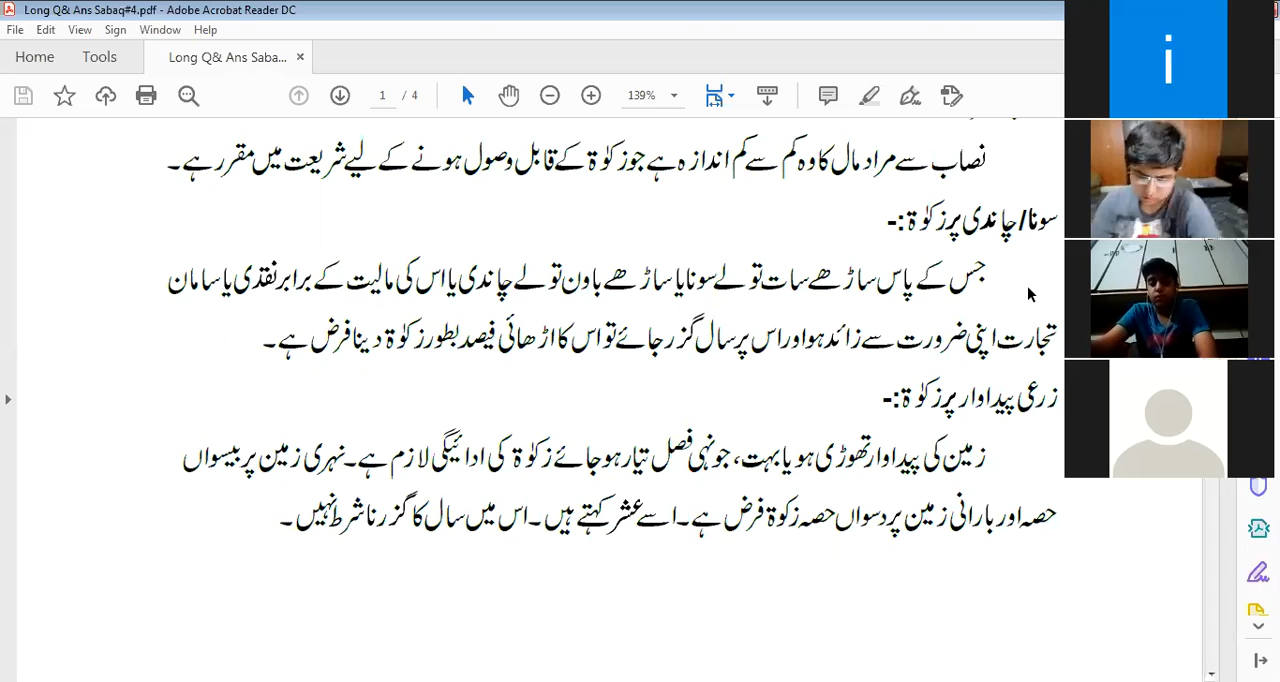 Long Q& Ans Sabaq#4.pdf - Adobe Acrobat Reader DC
File Edit View Sign Window Help
Home Tools Long Q& Ans Saba... ×
1 / 4 139%
i
نصاب سے مراد مال کا وہ کم سے کم اندازہ ہے جو زکوٰۃ کے قابل وصول ہونے کے لیے شریعت میں مقرر ہے۔
سونا/چاندی پر زکوٰۃ:-
جس کے پاس ساڑھے سات تولے سونا یا ساڑھے باون تولے چاندی یا اس کی مالیت کے برابر نقدی یا سامان
تجارت اپنی ضرورت سے زائد ہو اور اس پر سال گزر جائے تو اس کا اڑھائی فیصد بطور زکوٰۃ دینا فرض ہے۔
زرعی پیداوار پر زکوٰۃ:-
زمین کی پیداوار تھوڑی ہو یا بہت، جونہی فصل تیار ہو جائے زکوٰۃ کی ادائیگی لازم ہے۔ نہری زمین پر بیسواں
حصہ اور بارانی زمین پر دسواں حصہ زکوٰۃ فرض ہے۔ اسے عشر کہتے ہیں۔ اس میں سال کا گزرنا شرط نہیں۔